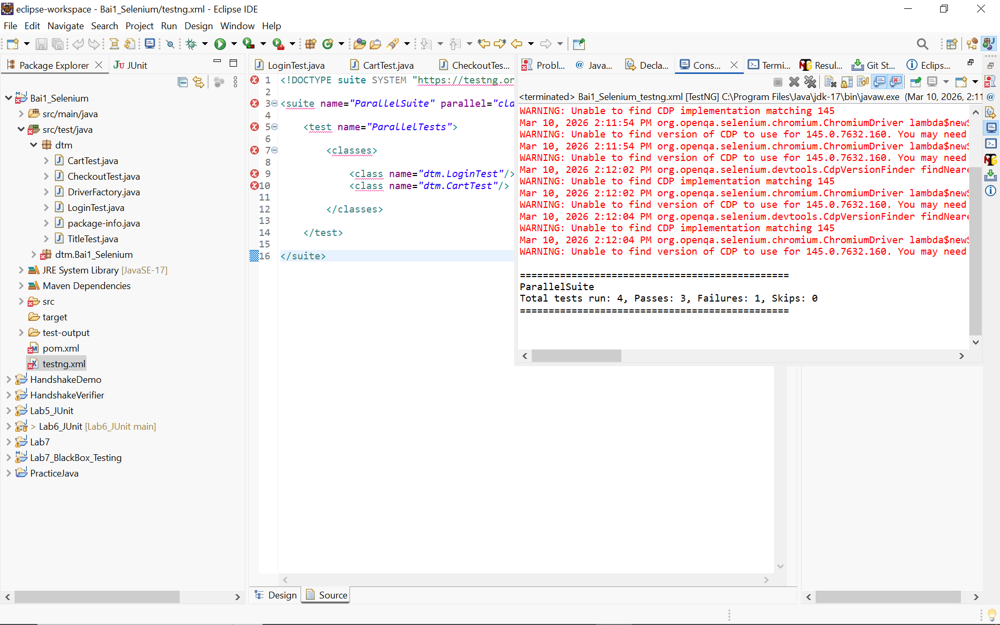 eclipse-workspace - Bai1_Selenium/testng.xml - Eclipse IDE
File Edit Navigate Search Project Run Design Window Help
Package Explorer
JUnit
Bai1_Selenium
src/main/java
src/test/java
dtm
CartTest.java
CheckoutTest.java
DriverFactory.java
LoginTest.java
package-info.java
TitleTest.java
dtm.Bai1_Selenium
JRE System Library [JavaSE-17]
Maven Dependencies
src
target
test-output
pom.xml
testng.xml
HandshakeDemo
HandshakeVerifier
Lab5_JUnit
> Lab6_JUnit [Lab6_JUnit main]
Lab7
Lab7_BlackBox_Testing
PracticeJava
LoginTest.java CartTest.java CheckoutTes...
1 <!DOCTYPE suite SYSTEM "https://testng.or
2
3 <suite name="ParallelSuite" parallel="cla
4
5 <test name="ParallelTests">
6
7 <classes>
8
9 <class name="dtm.LoginTest"/>
10 <class name="dtm.CartTest"/>
11
12 </classes>
13
14 </test>
15
16 </suite>
Design Source
Probl... Java... Decla... Cons... Termi... Resul... Git St... Eclips...
<terminated> Bai1_Selenium_testng.xml [TestNG] C:\Program Files\Java\jdk-17\bin\javaw.exe (Mar 10, 2026, 2:11
WARNING: Unable to find CDP implementation matching 145
Mar 10, 2026 2:11:54 PM org.openqa.selenium.chromium.ChromiumDriver lambda$new$
WARNING: Unable to find version of CDP to use for 145.0.7632.160. You may need
Mar 10, 2026 2:11:54 PM org.openqa.selenium.chromium.ChromiumDriver lambda$new$
WARNING: Unable to find version of CDP to use for 145.0.7632.160. You may need
Mar 10, 2026 2:12:02 PM org.openqa.selenium.devtools.CdpVersionFinder findNeare
WARNING: Unable to find CDP implementation matching 145
Mar 10, 2026 2:12:02 PM org.openqa.selenium.chromium.ChromiumDriver lambda$new$
WARNING: Unable to find version of CDP to use for 145.0.7632.160. You may need
Mar 10, 2026 2:12:04 PM org.openqa.selenium.devtools.CdpVersionFinder findNeare
WARNING: Unable to find CDP implementation matching 145
Mar 10, 2026 2:12:04 PM org.openqa.selenium.chromium.ChromiumDriver lambda$new$
WARNING: Unable to find version of CDP to use for 145.0.7632.160. You may need
===============================================
ParallelSuite
Total tests run: 4, Passes: 3, Failures: 1, Skips: 0
===============================================